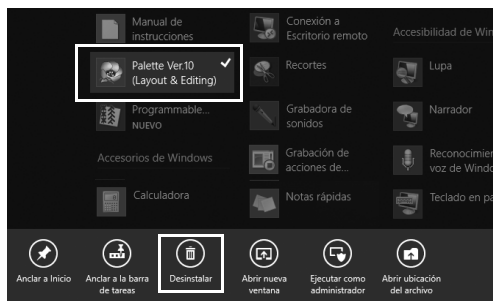 Manual de
instrucciones
Palette Ver.10
(Layout & Editing)
Programmable...
NUEVO
Accesorios de Windows
Calculadora
Conexión a
Escritorio remoto
Recortes
Grabadora de
sonidos
Grabación de
acciones de...
Notas rápidas
Accesibilidad de Win
Lupa
Narrador
Reconocimien
voz de Windo
Teclado en pa
Anclar a Inicio
Anclar a la barra
de tareas
Desinstalar
Abrir nueva
ventana
Ejecutar como
administrador
Abrir ubicación
del archivo